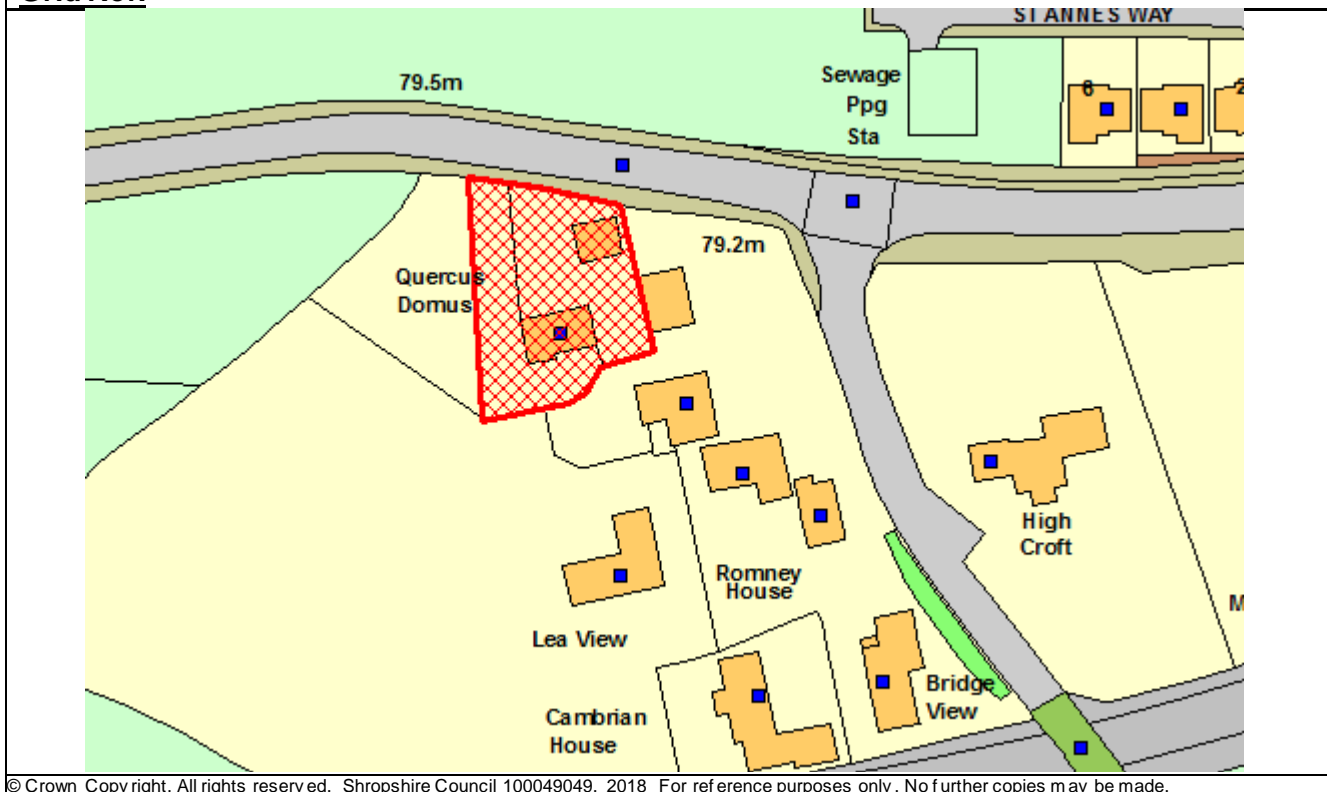 ST ANNES WAY
79.5m
Sewage
Ppg
Sta
6
2
79.2m
Quercus
Domus
High
Croft
Romney
House
Lea View
M
Bridge
View
Cambrian
House
© Crown Copyright. All rights reserved. Shropshire Council 100049049. 2018 For reference purposes only. No further copies may be made.